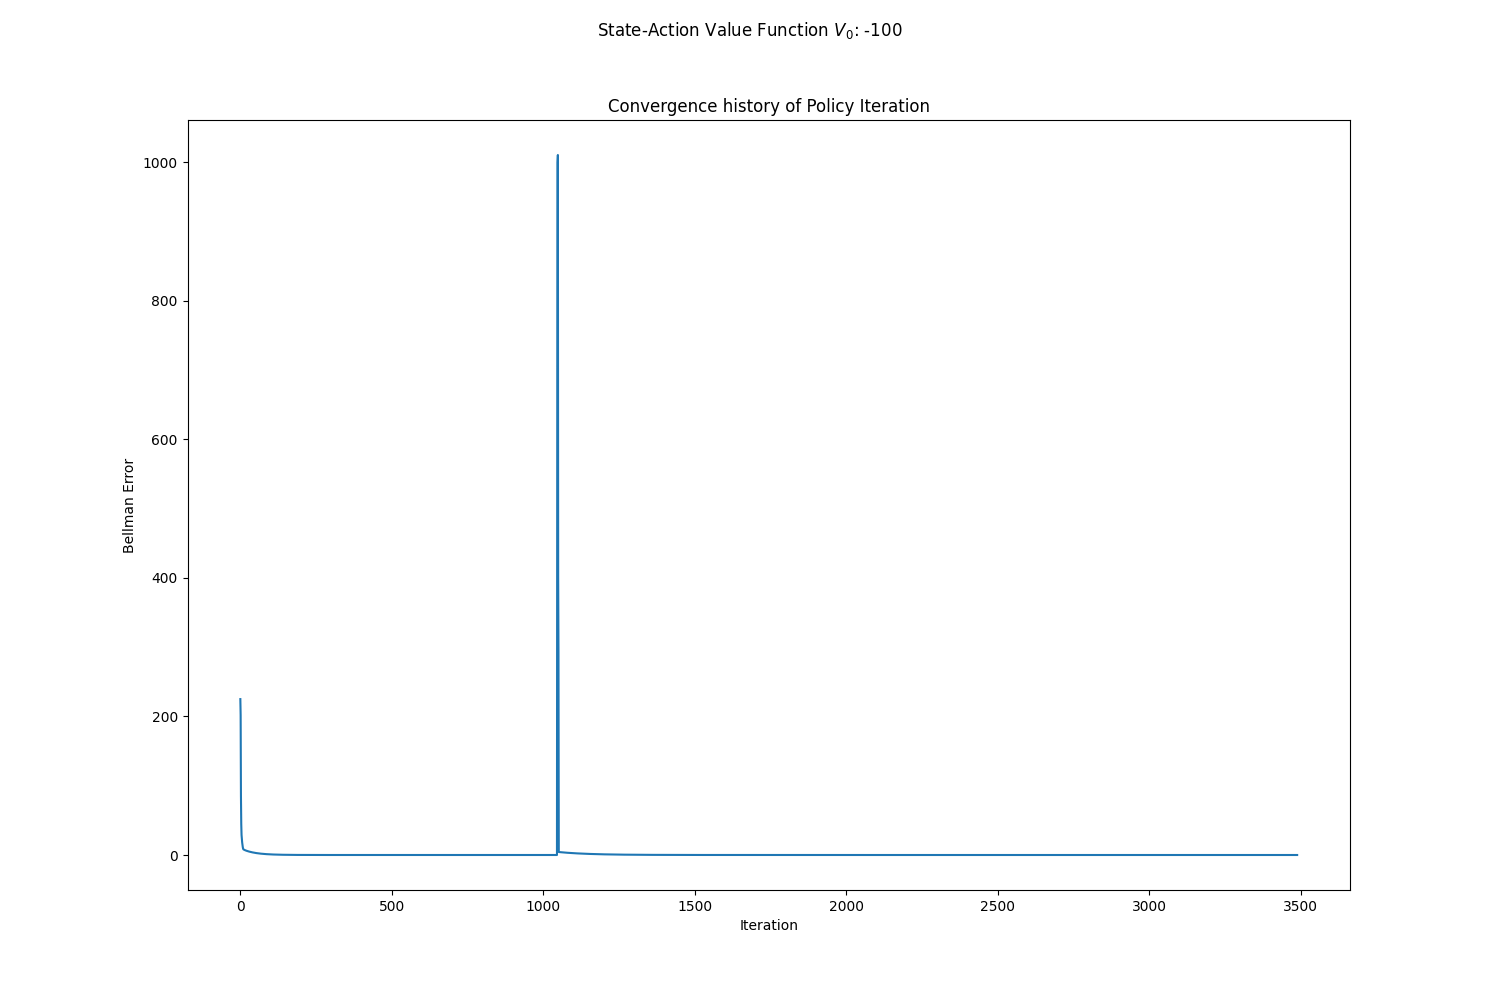 State-Action Value Function $V_0$: -100
Convergence history of Policy Iteration
1000
800
600
400
200
0
Bellman Error
0 500 1000 1500 2000 2500 3000 3500
Iteration